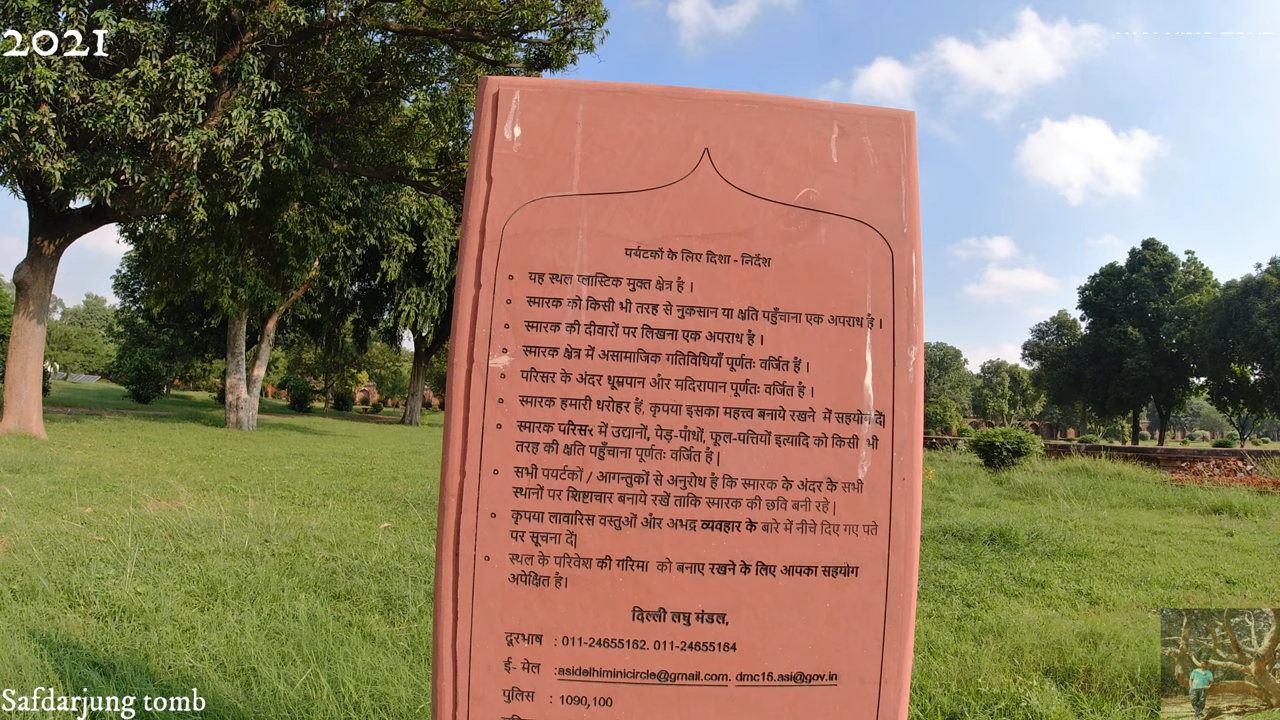 2021
पर्यटकों के लिए दिशा - निर्देश
यह स्थल प्लास्टिक मुक्त क्षेत्र है ।
स्मारक को किसी भी तरह से नुकसान या क्षति पहुँचाना एक अपराध है ।
स्मारक की दीवारों पर लिखना एक अपराध है ।
स्मारक क्षेत्र में असामाजिक गतिविधियाँ पूर्णतः वर्जित हैं ।
परिसर के अंदर धूम्रपान और मदिरापान पूर्णतः वर्जित है ।
स्मारक हमारी धरोहर हैं, कृपया इसका महत्त्व बनाये रखने में सहयोग दें|
स्मारक परिसर में उद्यानों, पेड़-पौधों, फूल-पत्तियों इत्यादि को किसी भी
तरह की क्षति पहुँचाना पूर्णतः वर्जित है|
सभी पयर्टकों / आगन्तुकों से अनुरोध है कि स्मारक के अंदर के सभी
स्थानों पर शिष्टाचार बनाये रखें ताकि स्मारक की छवि बनी रहे|
कृपया लावारिस वस्तुओं और अभद्र व्यवहार के बारे में नीचे दिए गए पते
पर सूचना दें|
स्थल के परिवेश की गरिमा को बनाए रखने के लिए आपका सहयोग
अपेक्षित है।
दिल्ली लघु मंडल,
दूरभाष : 011-24655162. 011-24655164
ई- मेल :asidelhiminicircle@gmail.com. dmc16.asi@gov.in
पुलिस : 1090,100
Safdarjung tomb